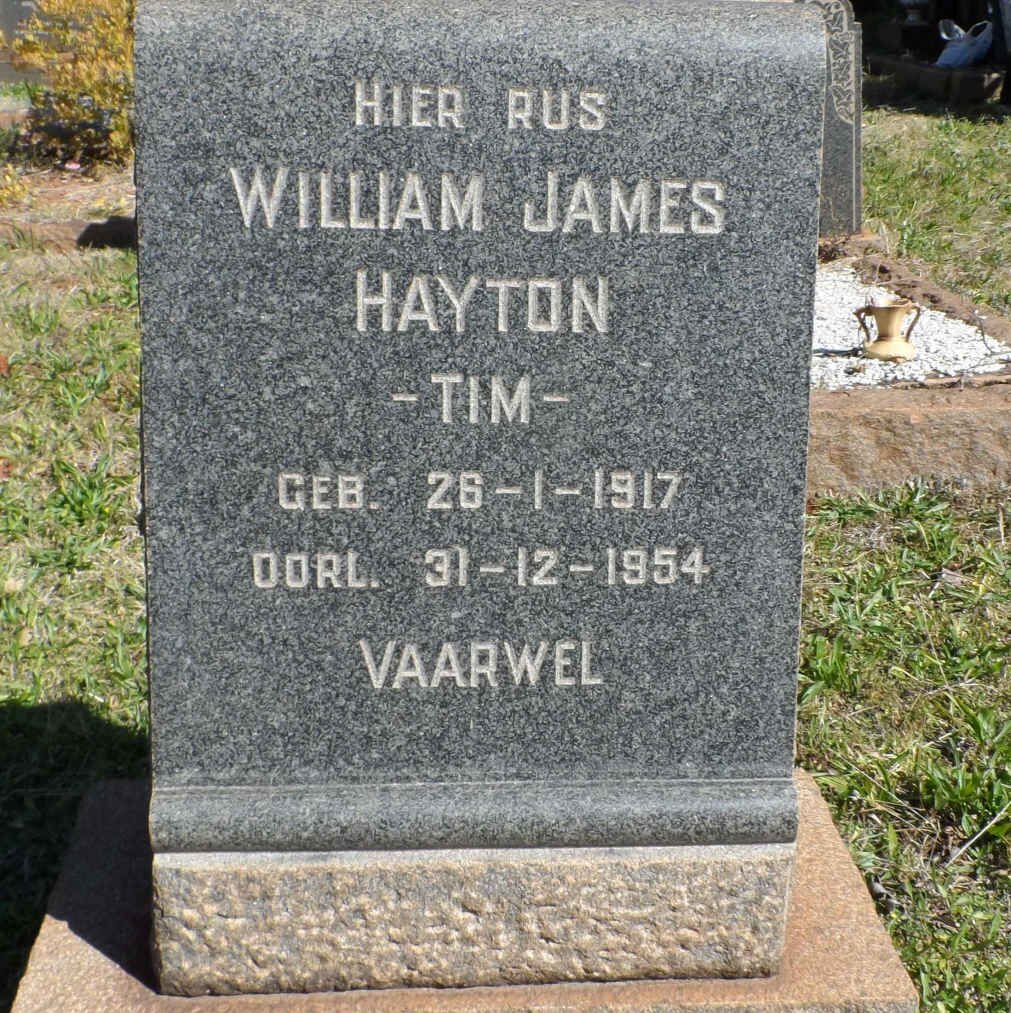 HIER RUS
WILLIAM JAMES
HAYTON
-TIM-
GEB. 26-1-1917
OORL. 31-12-1954
VAARWEL